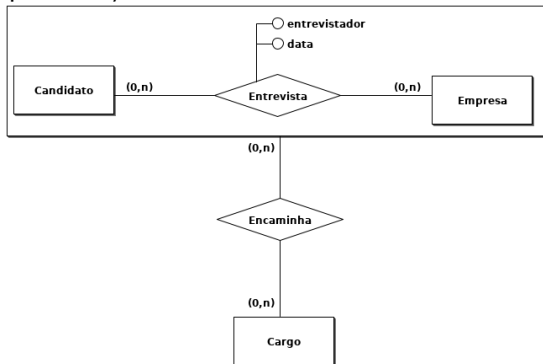 entrevistador
data
Candidato
(0,n)
Entrevista
(0,n)
Empresa
(0,n)
Encaminha
(0,n)
Cargo